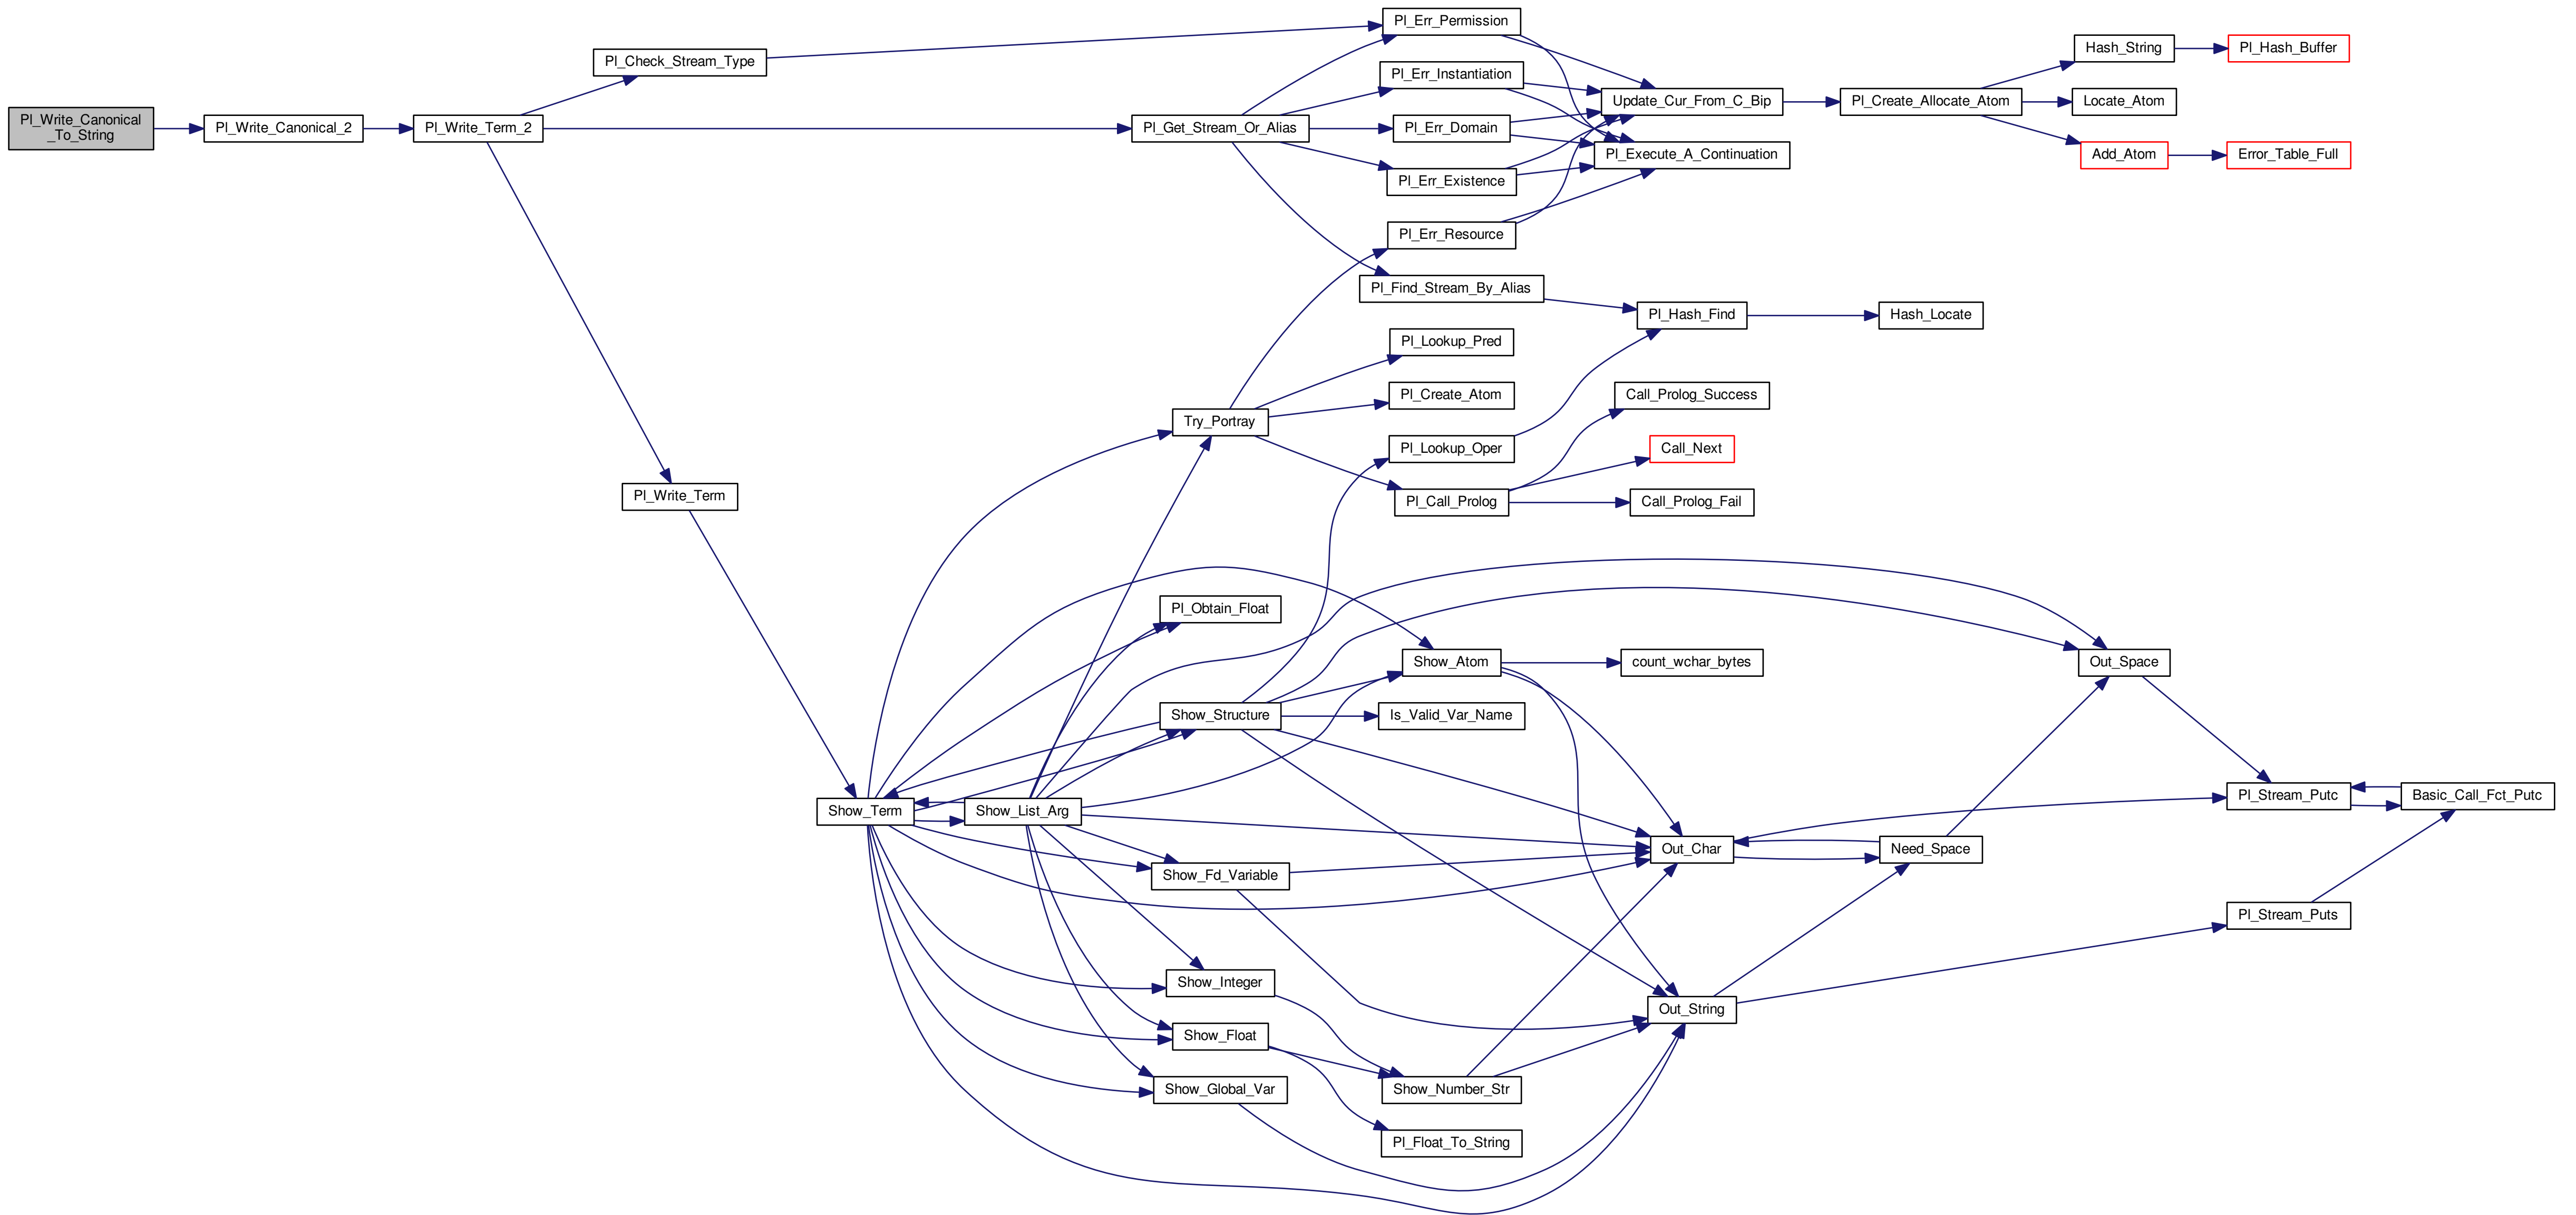 Pl_Write_Canonical
_To_String
Pl_Write_Canonical_2
Pl_Write_Term_2
Pl_Check_Stream_Type
Pl_Write_Term
Show_Term
Show_List_Arg
Pl_Get_Stream_Or_Alias
Try_Portray
Pl_Obtain_Float
Show_Structure
Show_Fd_Variable
Show_Integer
Show_Float
Show_Global_Var
Pl_Err_Permission
Pl_Err_Instantiation
Pl_Err_Domain
Pl_Err_Existence
Pl_Err_Resource
Pl_Find_Stream_By_Alias
Pl_Lookup_Pred
Pl_Create_Atom
Pl_Lookup_Oper
Pl_Call_Prolog
Show_Atom
Is_Valid_Var_Name
Show_Number_Str
Pl_Float_To_String
Update_Cur_From_C_Bip
Pl_Execute_A_Continuation
Pl_Hash_Find
Call_Prolog_Success
Call_Next
Call_Prolog_Fail
count_wchar_bytes
Out_Char
Out_String
Pl_Create_Allocate_Atom
Hash_Locate
Need_Space
Hash_String
Locate_Atom
Add_Atom
Out_Space
Pl_Hash_Buffer
Error_Table_Full
Pl_Stream_Putc
Pl_Stream_Puts
Basic_Call_Fct_Putc